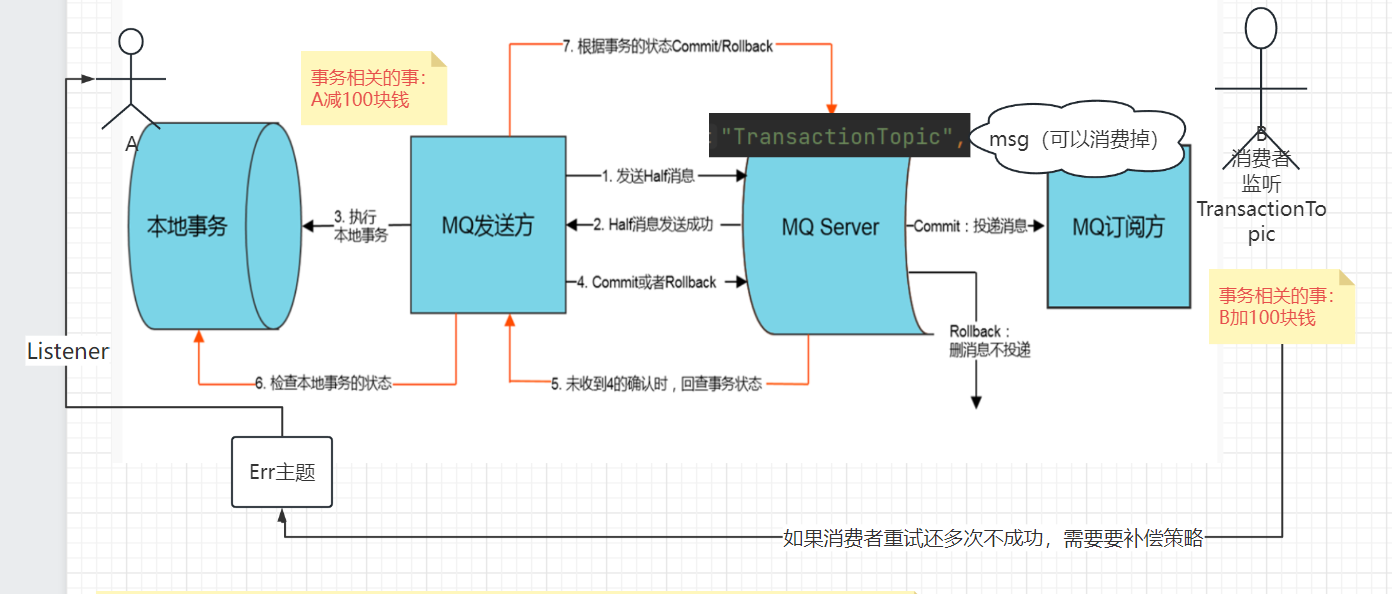 7. 根据事务的状态Commit/Rollback
事务相关的事：
A减100块钱
A
"TransactionTopic",
msg（可以消费掉）
B
消费者
监听
TransactionTo
pic
1. 发送Half消息
本地事务
3. 执行
本地事务
MQ发送方
2. Half消息发送成功
MQ Server
Commit：投递消息
MQ订阅方
4. Commit或者Rollback
事务相关的事：
B加100块钱
Rollback：
删消息不投递
Listener
6. 检查本地事务的状态
5. 未收到4的确认时，回查事务状态
Err主题
如果消费者重试还多次不成功，需要要补偿策略